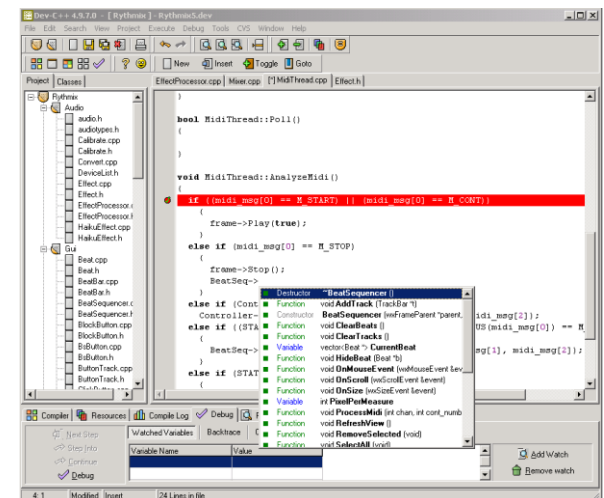 Dev-C++ 4.9.7.0 - [ Rythmix ] - Rythmix5.dev
File Edit Search View Project Execute Debug Tools CVS Window Help
New Insert Toggle Goto
Project Classes
EffectProcessor.cpp Mixer.cpp [*] MidiThread.cpp Effect.h
Rythmix
Audio
audio.h
audiotypes.h
Calibrate.cpp
Calibrate.h
Convert.cpp
DeviceList.h
Effect.cpp
Effect.h
EffectProcessor.c
EffectProcessor.h
HaikuEffect.cpp
HaikuEffect.h
Gui
Beat.cpp
Beat.h
BeatBar.cpp
BeatBar.h
BeatSequencer.c
BeatSequencer.h
BlockButton.cpp
BlockButton.h
BsButton.cpp
BsButton.h
ButtonTrack.cpp
ButtonTrack.h
}
bool MidiThread::Poll()
{
}
void MidiThread::AnalyzeMidi()
{
if ((midi_msg[0] == M_START) || (midi_msg[0] == M_CONT))
{
frame->Play(true);
}
else if (midi_msg[0] == M_STOP)
{
frame->Stop();
BeatSeq->
}
else if (Cont
Controller- idi_msg[2]);
else if ((STA US(midi_msg[0]) == M
{
BeatSeq-> sg[1], midi_msg[2]);
}
else if (STAT
{
Destructor ~BeatSequencer ()
Function void AddTrack (TrackBar *t)
Constructor BeatSequencer (wxFrameParent *parent,
Function void ClearBeats ()
Function void ClearTracks ()
Variable vector<Beat *> CurrentBeat
Function void HideBeat (Beat *b)
Function void OnMouseEvent (wxMouseEvent &ev
Function void OnScroll (wxScrollEvent &event)
Function void OnSize (wxSizeEvent &event)
Variable int PixelPerMeasure
Function void ProcessMidi (int chan, int cont_numb
Function void RefreshView ()
Function void RemoveSelected (void)
Function void SelectAll (void)
Compiler Resources Compile Log Debug
Next Step
Step Into
Continue
Debug
Watched Variables Backtrace
Variable Name Value
Add Watch
Remove watch
4: 1 Modified Insert 24 Lines in file